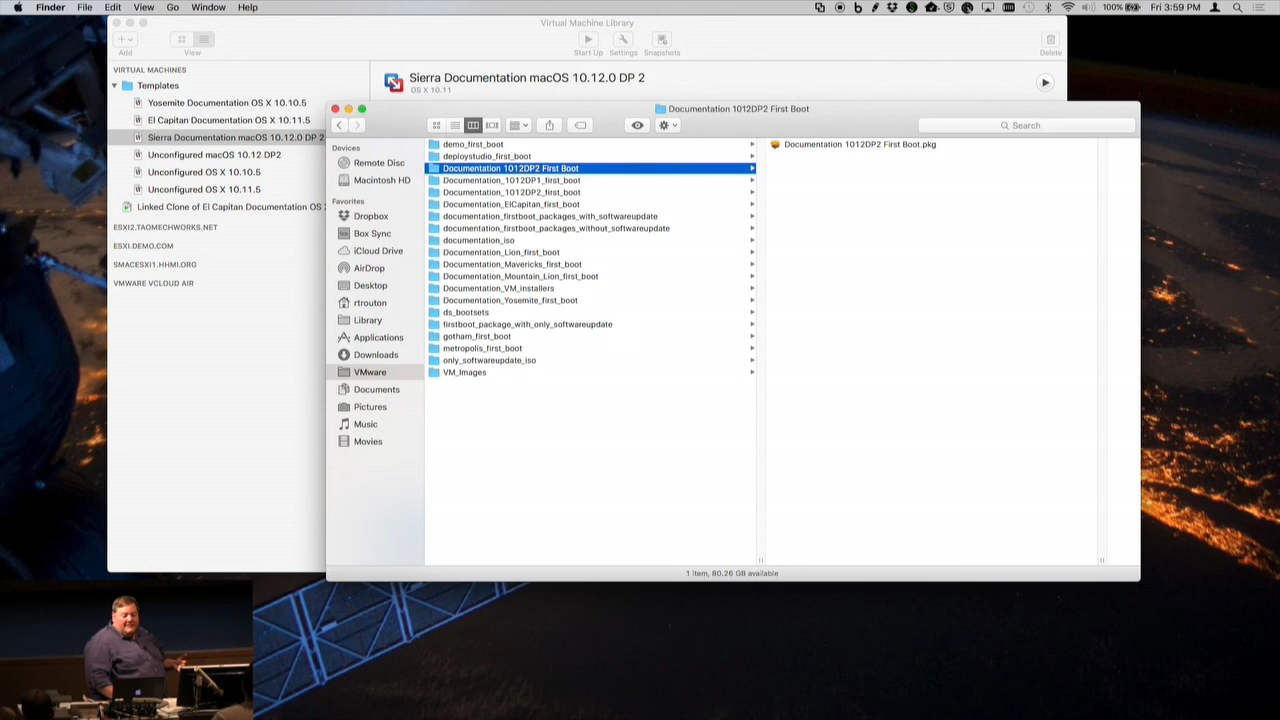 Finder File Edit View Go Window Help
100% Fri 3:59 PM
Virtual Machine Library
Add View Start Up Settings Snapshots Delete
VIRTUAL MACHINES
Templates
Yosemite Documentation OS X 10.10.5
El Capitan Documentation OS X 10.11.5
Sierra Documentation macOS 10.12.0 DP 2
Unconfigured macOS 10.12 DP2
Unconfigured OS X 10.10.5
Unconfigured OS X 10.11.5
Linked Clone of El Capitan Documentation OS
ESXI2.TAOMECHWORKS.NET
ESXI.DEMO.COM
SMACESXI1.HHMI.ORG
VMWARE VCLOUD AIR
Sierra Documentation macOS 10.12.0 DP 2
OS X 10.11
Documentation 1012DP2 First Boot
Search
Devices
Remote Disc
Macintosh HD
Favorites
Dropbox
Box Sync
iCloud Drive
AirDrop
Desktop
rtrouton
Library
Applications
Downloads
VMware
Documents
Pictures
Music
Movies
demo_first_boot
deploystudio_first_boot
Documentation 1012DP2 First Boot
Documentation_1012DP1_first_boot
Documentation_1012DP2_first_boot
Documentation_ElCapitan_first_boot
documentation_firstboot_packages_with_softwareupdate
documentation_firstboot_packages_without_softwareupdate
documentation_iso
Documentation_Lion_first_boot
Documentation_Mavericks_first_boot
Documentation_Mountain_Lion_first_boot
Documentation_VM_installers
Documentation_Yosemite_first_boot
ds_bootsets
firstboot_package_with_only_softwareupdate
gotham_first_boot
metropolis_first_boot
only_softwareupdate_iso
VM_Images
Documentation 1012DP2 First Boot.pkg
1 item, 80.26 GB available